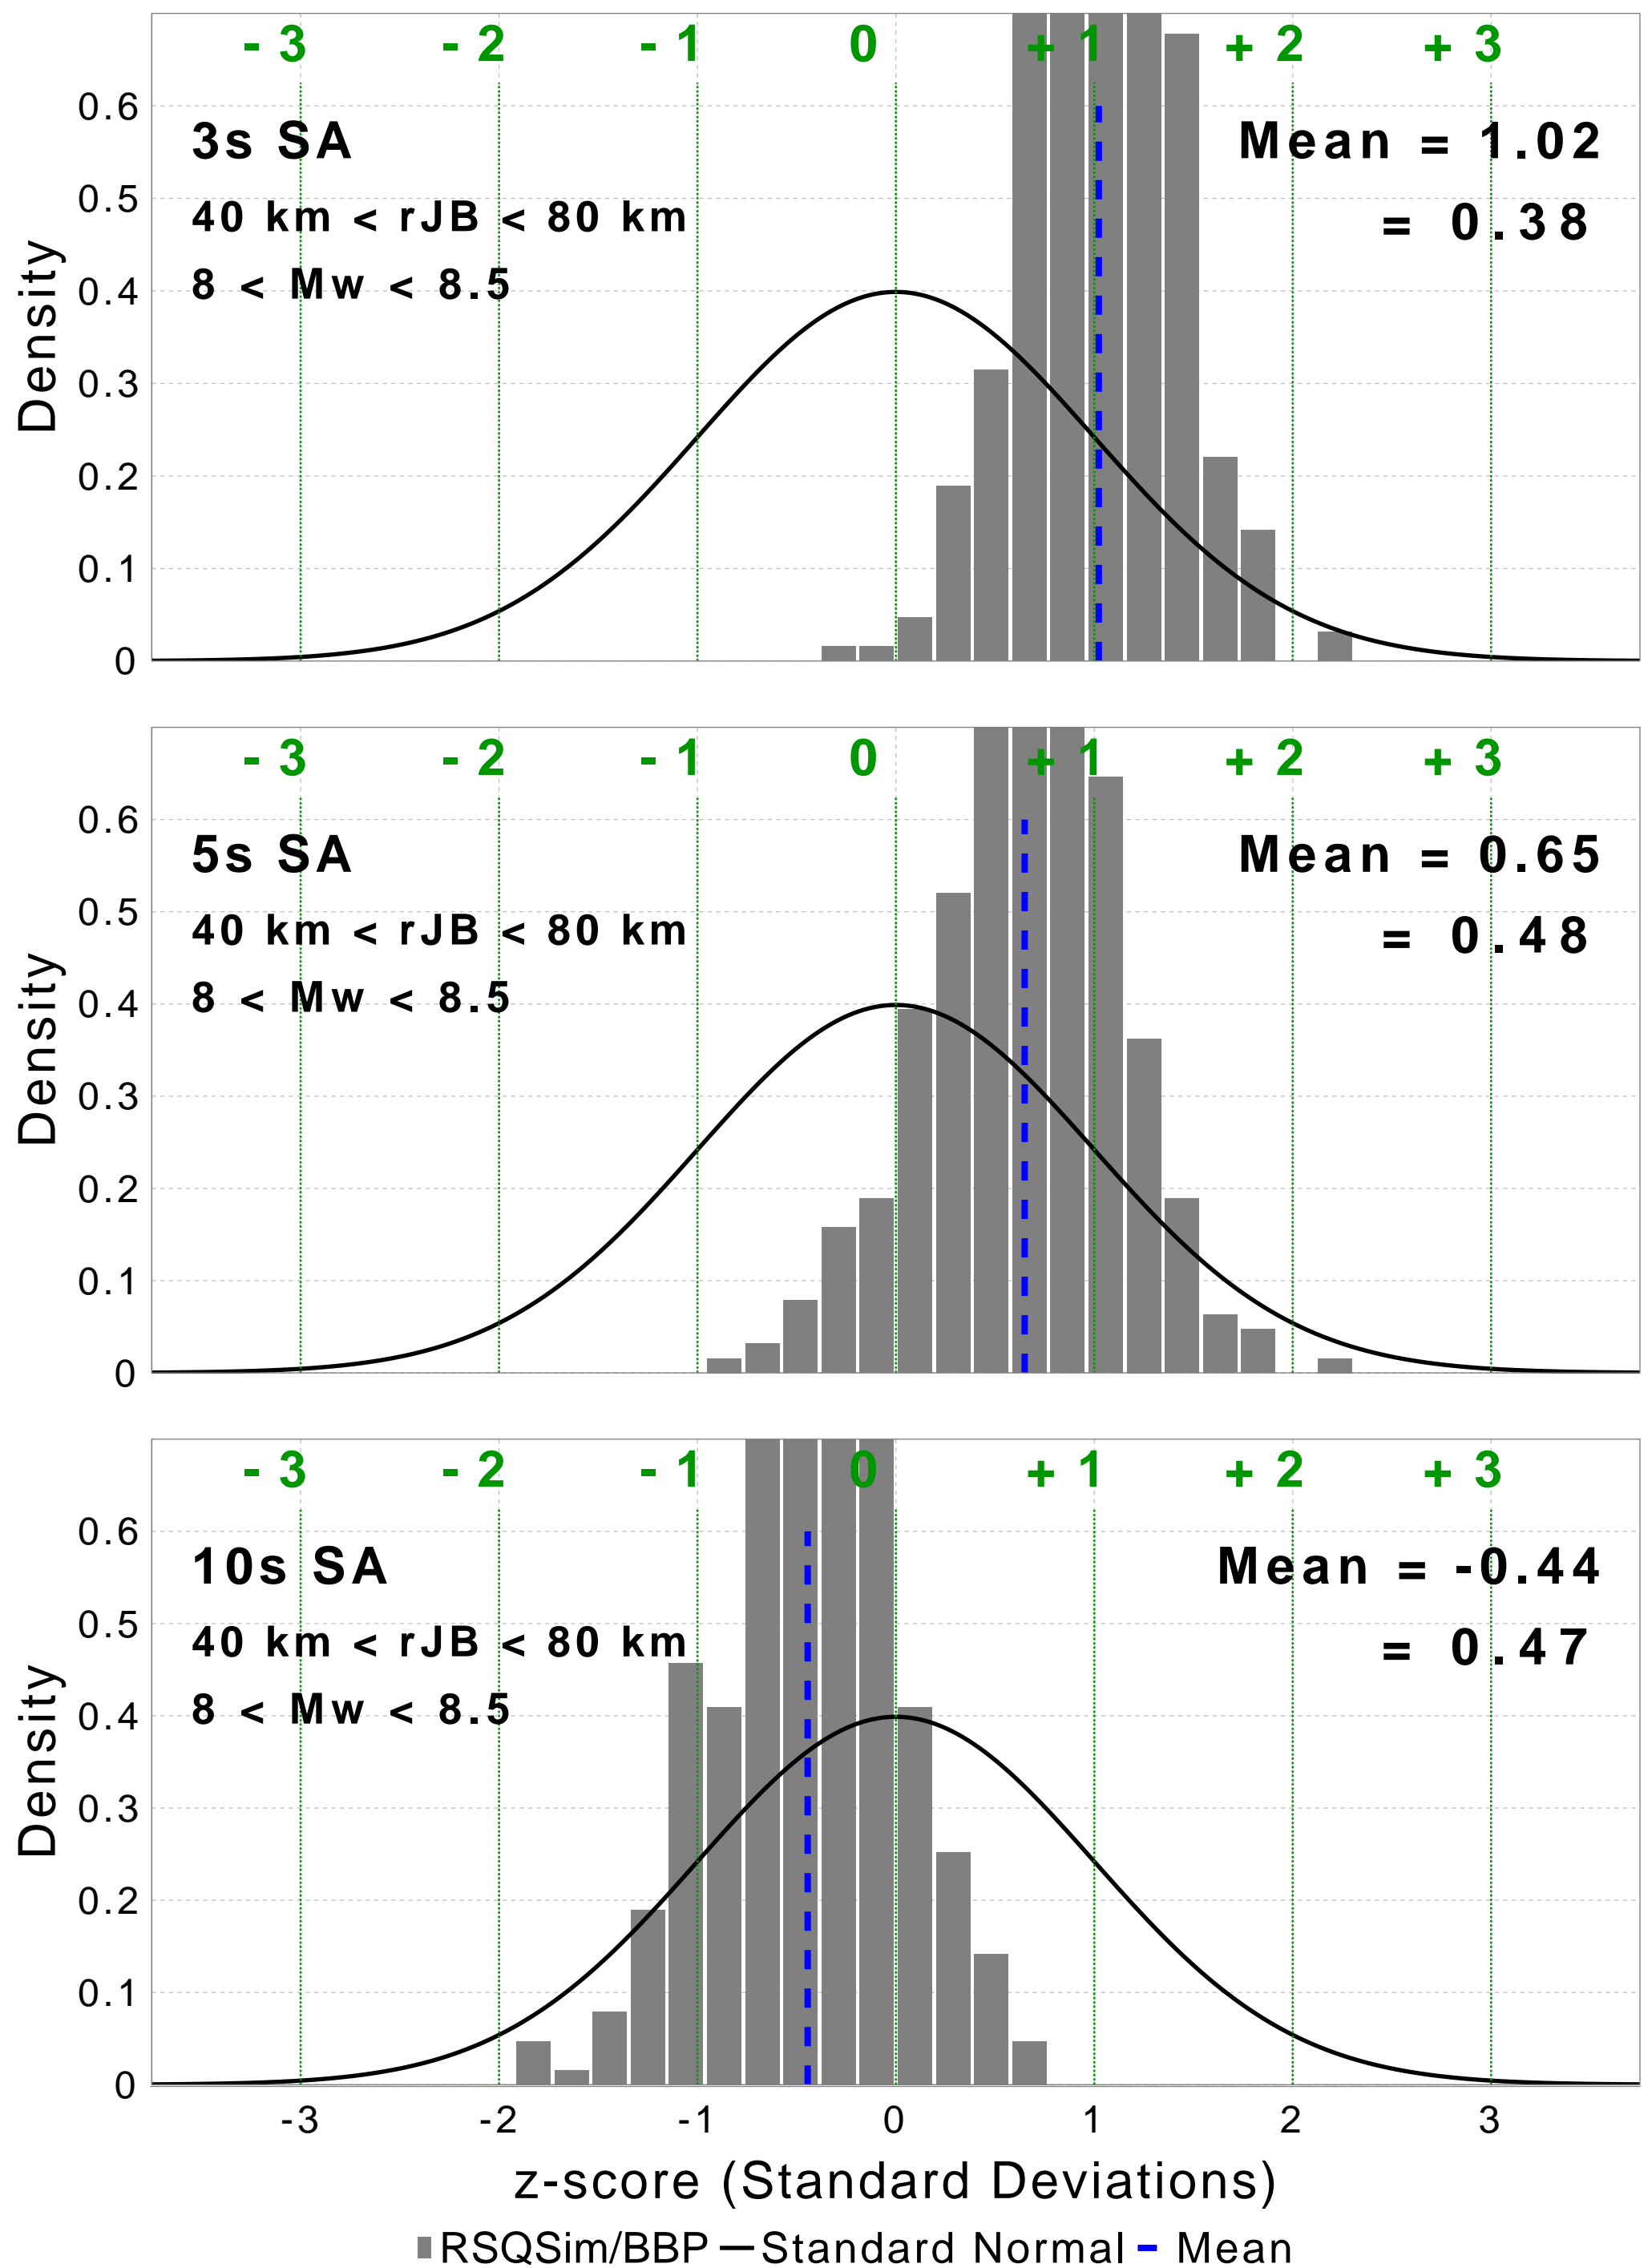 - 3 - 2 - 1 0 + 1 + 2 + 3
0.6
3s SA
Mean = 1.02
0.5
40 km < rJB < 80 km
= 0.38
0.4
8 < Mw < 8.5
0.3
0.2
0.1
0
Density
- 3 - 2 - 1 0 + 1 + 2 + 3
0.6
5s SA
Mean = 0.65
0.5
40 km < rJB < 80 km
= 0.48
0.4
8 < Mw < 8.5
0.3
0.2
0.1
0
Density
- 3 - 2 - 1 0 + 1 + 2 + 3
0.6
10s SA
Mean = -0.44
0.5
40 km < rJB < 80 km
= 0.47
0.4
8 < Mw < 8.5
0.3
0.2
0.1
0
Density
-3 -2 -1 0 1 2 3
z-score (Standard Deviations)
RSQSim/BBP Standard Normal Mean